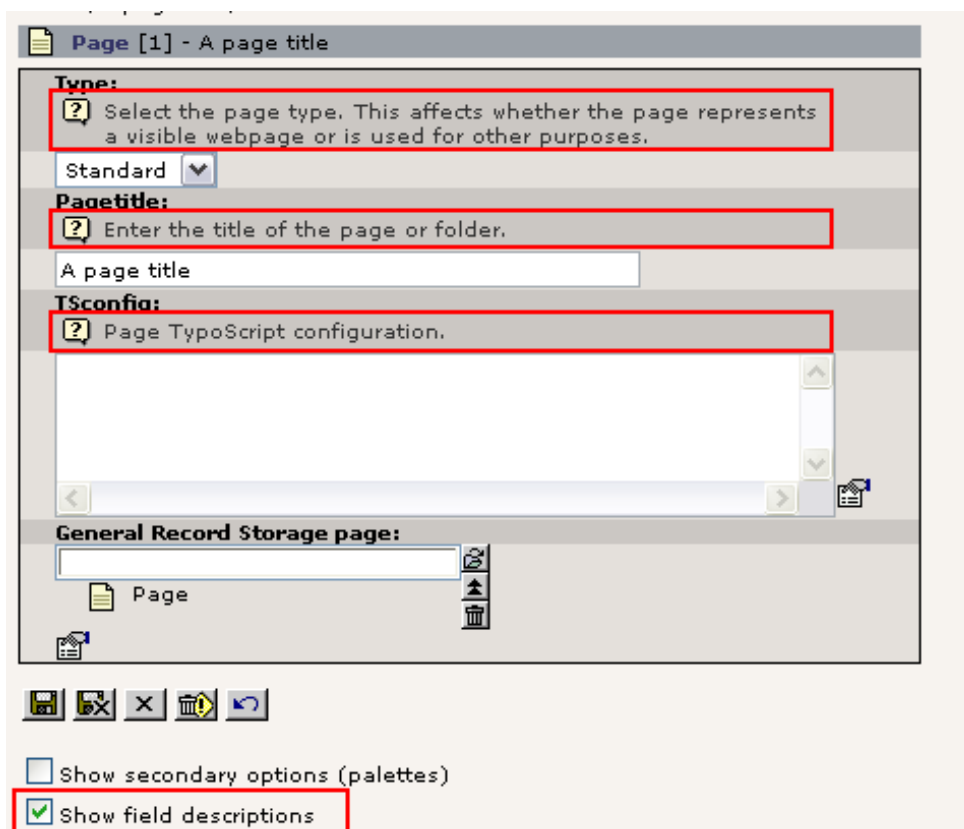 Page [1] - A page title
Type:
Select the page type. This affects whether the page represents
a visible webpage or is used for other purposes.
Standard
Pagetitle:
Enter the title of the page or folder.
A page title
TSconfig:
Page TypoScript configuration.
General Record Storage page:
Page
Show secondary options (palettes)
Show field descriptions